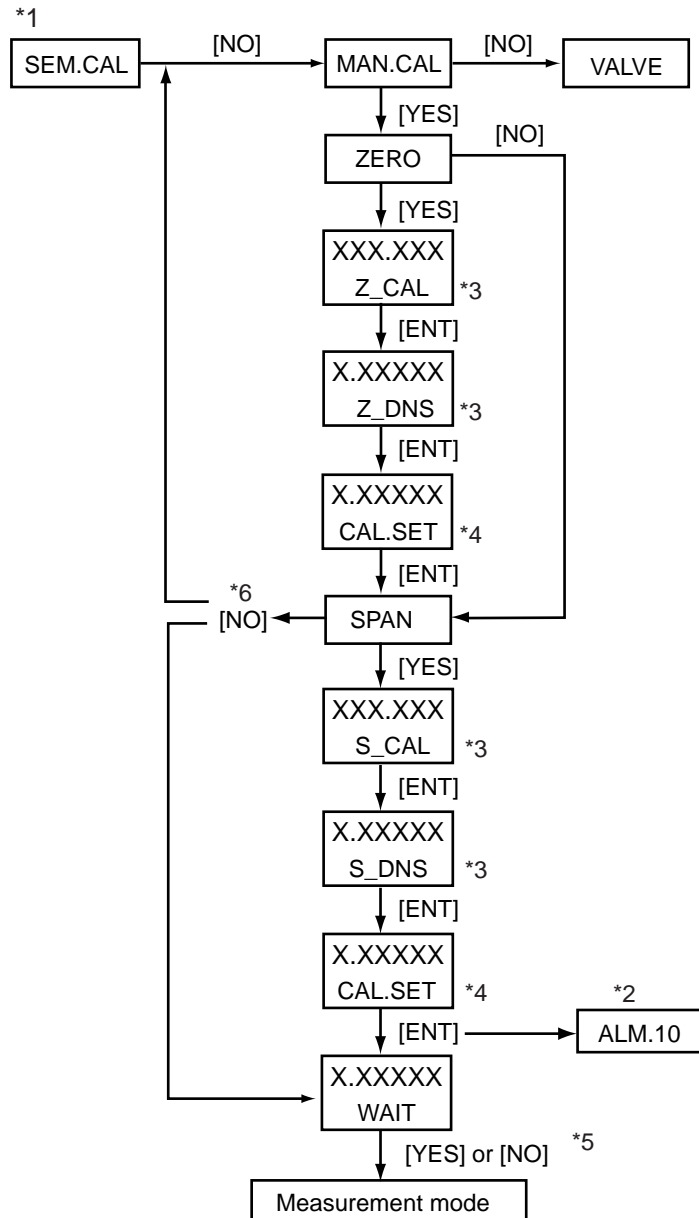 *1
SEM.CAL [NO] MAN.CAL [NO] VALVE
[YES]
ZERO [NO]
[YES]
XXX.XXX
Z_CAL *3
[ENT]
X.XXXXX
Z_DNS *3
[ENT]
X.XXXXX
CAL.SET *4
[ENT]
*6
[NO] SPAN
[YES]
XXX.XXX
S_CAL *3
[ENT]
X.XXXXX
S_DNS *3
[ENT]
X.XXXXX
CAL.SET *4
*2
[ENT] ALM.10
X.XXXXX
WAIT
[YES] or [NO] *5
Measurement mode